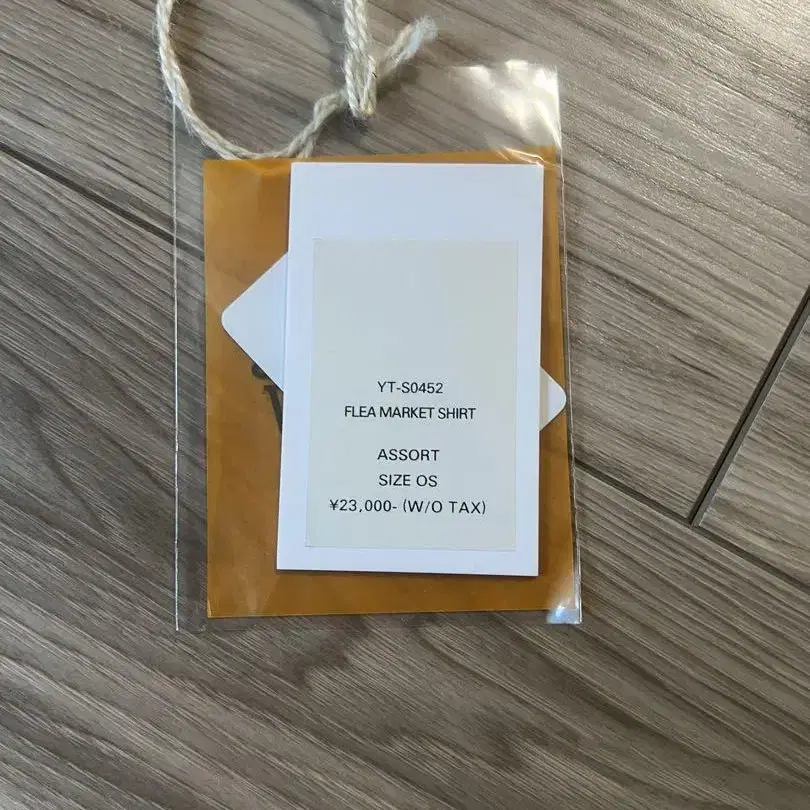 YT-S0452
FLEA MARKET SHIRT
ASSORT
SIZE OS
¥23,000- (W/O TAX)